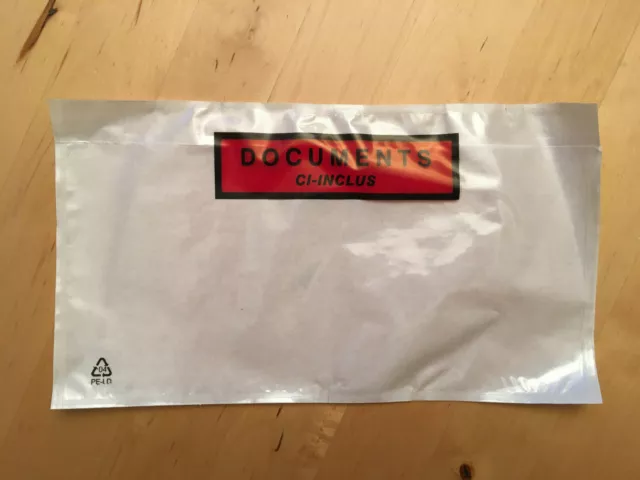 DOCUMENTS
CI-INCLUS
04
PE-LD